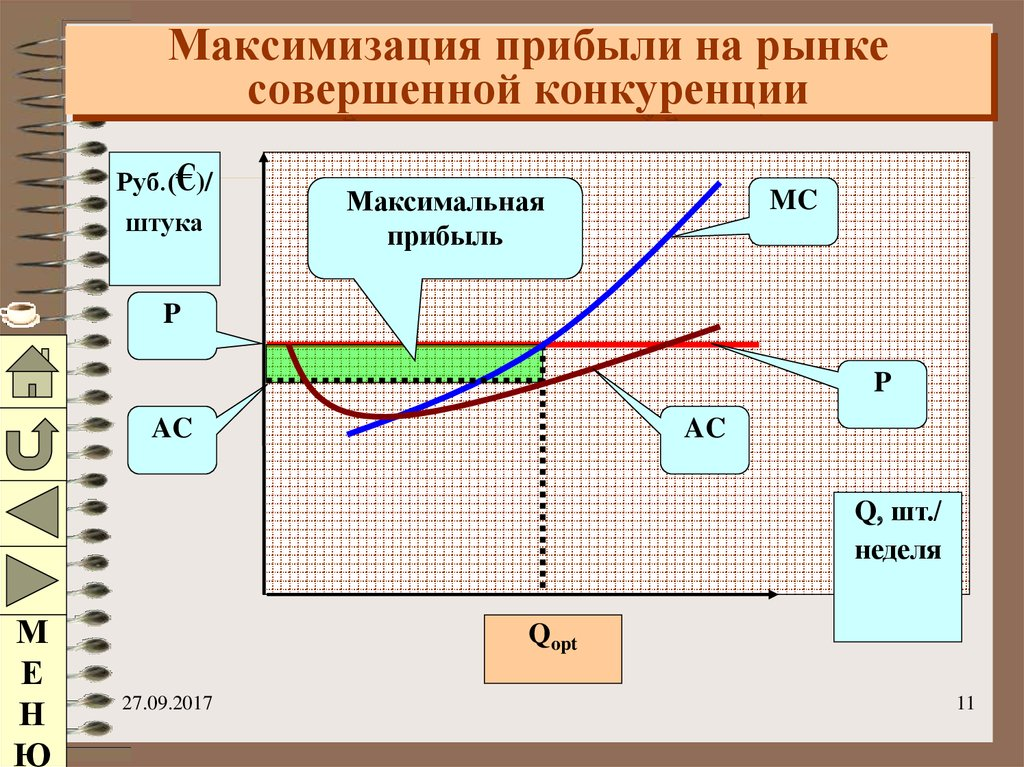 Максимизация прибыли на рынке
совершенной конкуренции
Руб.(€)/
штука
Максимальная
прибыль
MC
P
P
AC
AC
Q, шт./
неделя
Qopt
М
Е
Н
Ю
27.09.2017
11